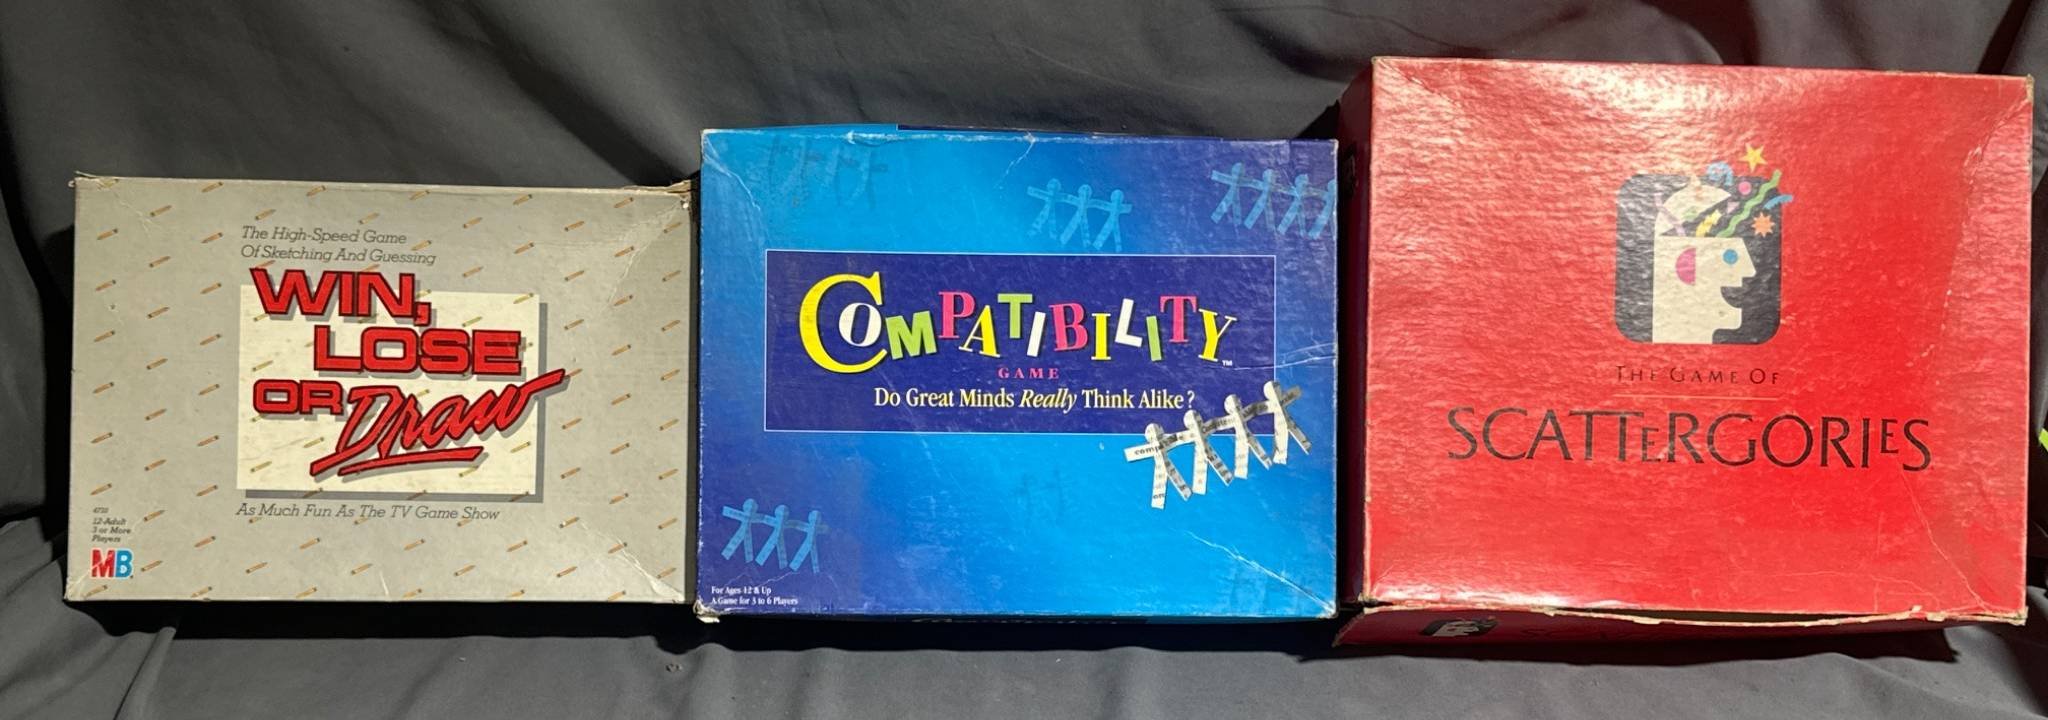 The High-Speed Game
Of Sketching And Guessing
WIN,
LOSE
OR Draw
As Much Fun As The TV Game Show
12-Adult
3 or More
Players
MB
COMPATIBILITY™
GAME
Do Great Minds Really Think Alike?
For Ages 12 & Up
A Game for 3 to 6 Players
THE GAME OF
SCATTERGORIES